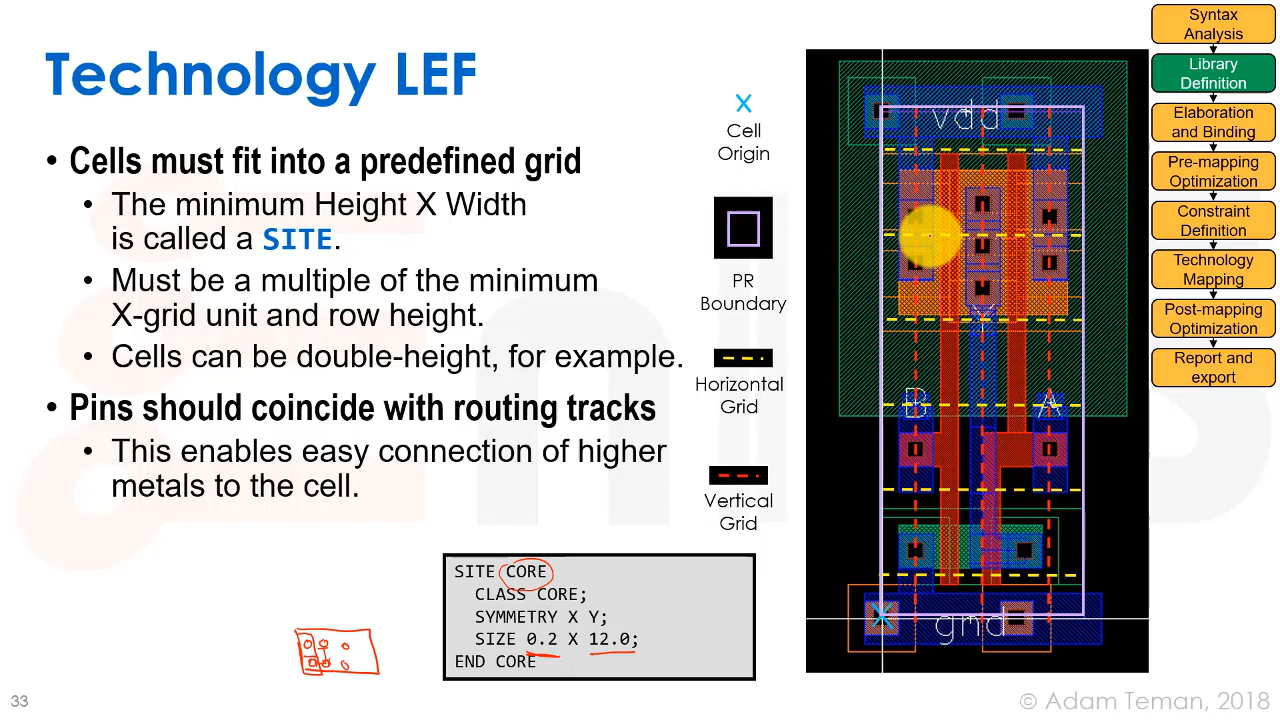 Technology LEF
• Cells must fit into a predefined grid
• The minimum Height X Width
is called a SITE.
• Must be a multiple of the minimum
X-grid unit and row height.
• Cells can be double-height, for example.
• Pins should coincide with routing tracks
• This enables easy connection of higher
metals to the cell.
SITE CORE
CLASS CORE;
SYMMETRY X Y;
SIZE 0.2 X 12.0;
END CORE
X
Cell
Origin
PR
Boundary
Horizontal
Grid
Vertical
Grid
vdd
Y
B
A
X
gnd
Syntax
Analysis
Library
Definition
Elaboration
and Binding
Pre-mapping
Optimization
Constraint
Definition
Technology
Mapping
Post-mapping
Optimization
Report and
export
33
© Adam Teman, 2018